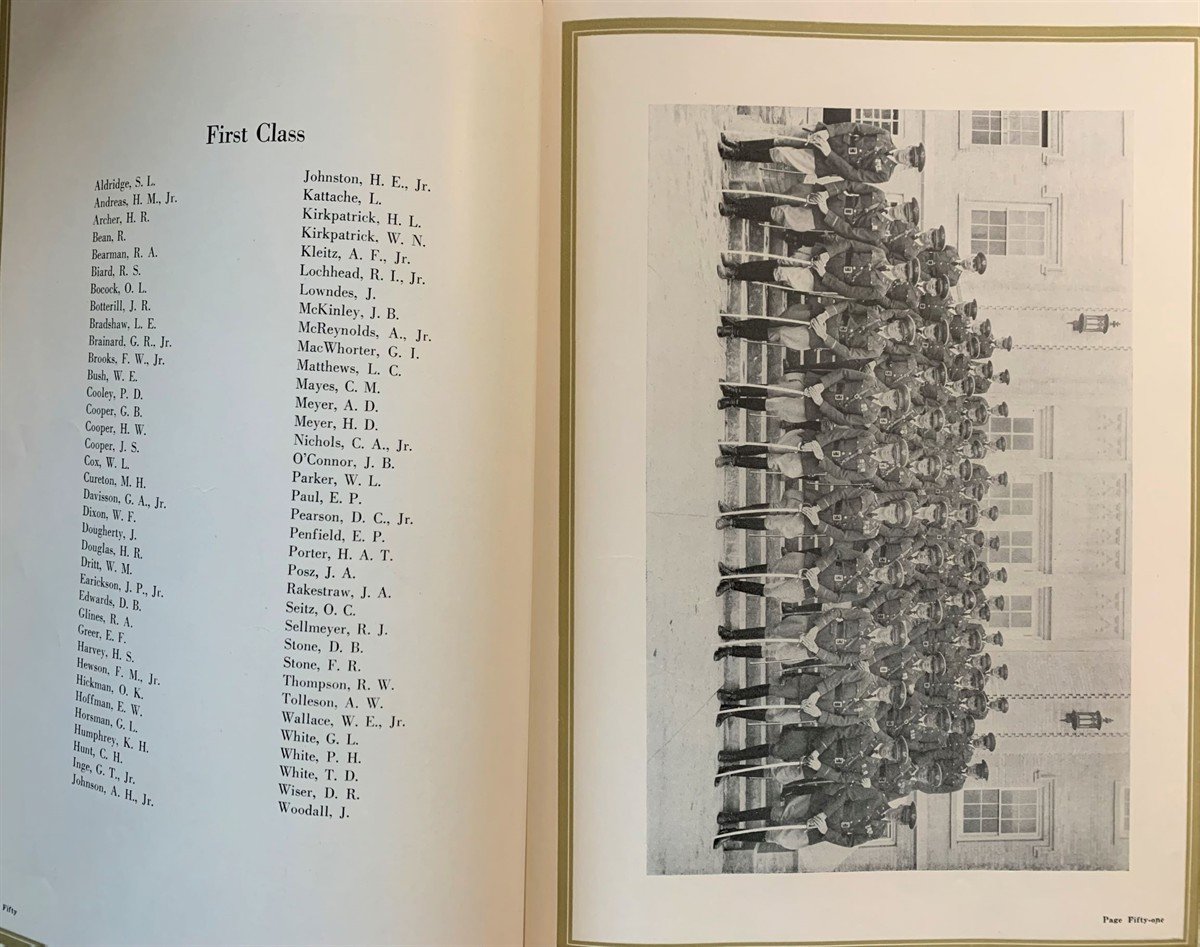 First Class
Aldridge, S. L.
Andreas, H. M., Jr.
Archer, H. R.
Bean, R.
Bearman, R. A.
Biard, R. S.
Bocock, O. L.
Botterill, J. R.
Bradshaw, L. E.
Brainard, G. R., Jr.
Brooks, F. W., Jr.
Bush, W. E.
Cooley, P. D.
Cooper, G. B.
Cooper, H. W.
Cooper, J. S.
Cox, W. L.
Cureton, M. H.
Davisson, G. A., Jr.
Dixon, W. F.
Dougherty, J.
Douglas, H. R.
Dritt, W. M.
Earickson, J. P., Jr.
Edwards, D. B.
Glines, R. A.
Greer, E. F.
Harvey, H. S.
Hewson, F. M., Jr.
Hickman, O. K.
Hoffman, E. W.
Horsman, G. L.
Humphrey, K. H.
Hunt, C. H.
Inge, G. T., Jr.
Johnson, A. H., Jr.
Johnston, H. E., Jr.
Kattache, L.
Kirkpatrick, H. L.
Kirkpatrick, W. N.
Kleitz, A. F., Jr.
Lochhead, R. I., Jr.
Lowndes, J.
McKinley, J. B.
McReynolds, A., Jr.
MacWhorter, G. I.
Matthews, L. C.
Mayes, C. M.
Meyer, A. D.
Meyer, H. D.
Nichols, C. A., Jr.
O'Connor, J. B.
Parker, W. L.
Paul, E. P.
Pearson, D. C., Jr.
Penfield, E. P.
Porter, H. A. T.
Posz, J. A.
Rakestraw, J. A.
Seitz, O. C.
Sellmeyer, R. J.
Stone, D. B.
Stone, F. R.
Thompson, R. W.
Tolleson, A. W.
Wallace, W. E., Jr.
White, G. L.
White, P. H.
White, T. D.
Wiser, D. R.
Woodall, J.
Fifty
Page Fifty-one